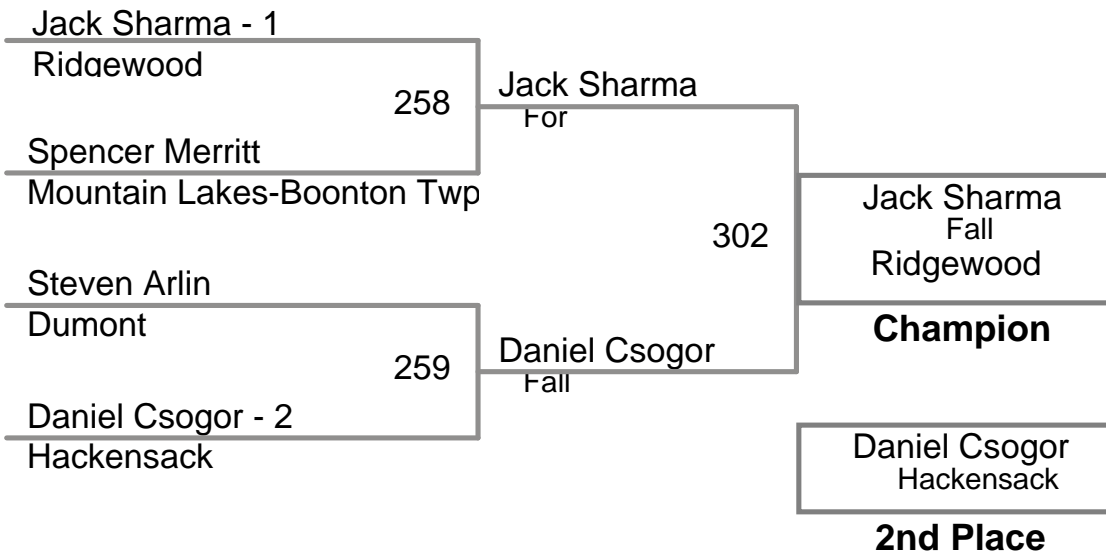 Jack Sharma - 1
Ridgewood
258
Spencer Merritt
Mountain Lakes-Boonton Twp
Jack Sharma
For
Steven Arlin
Dumont
259
Daniel Csogor - 2
Hackensack
Daniel Csogor
Fall
302
Jack Sharma
Fall
Ridgewood
Champion
Daniel Csogor
Hackensack
2nd Place